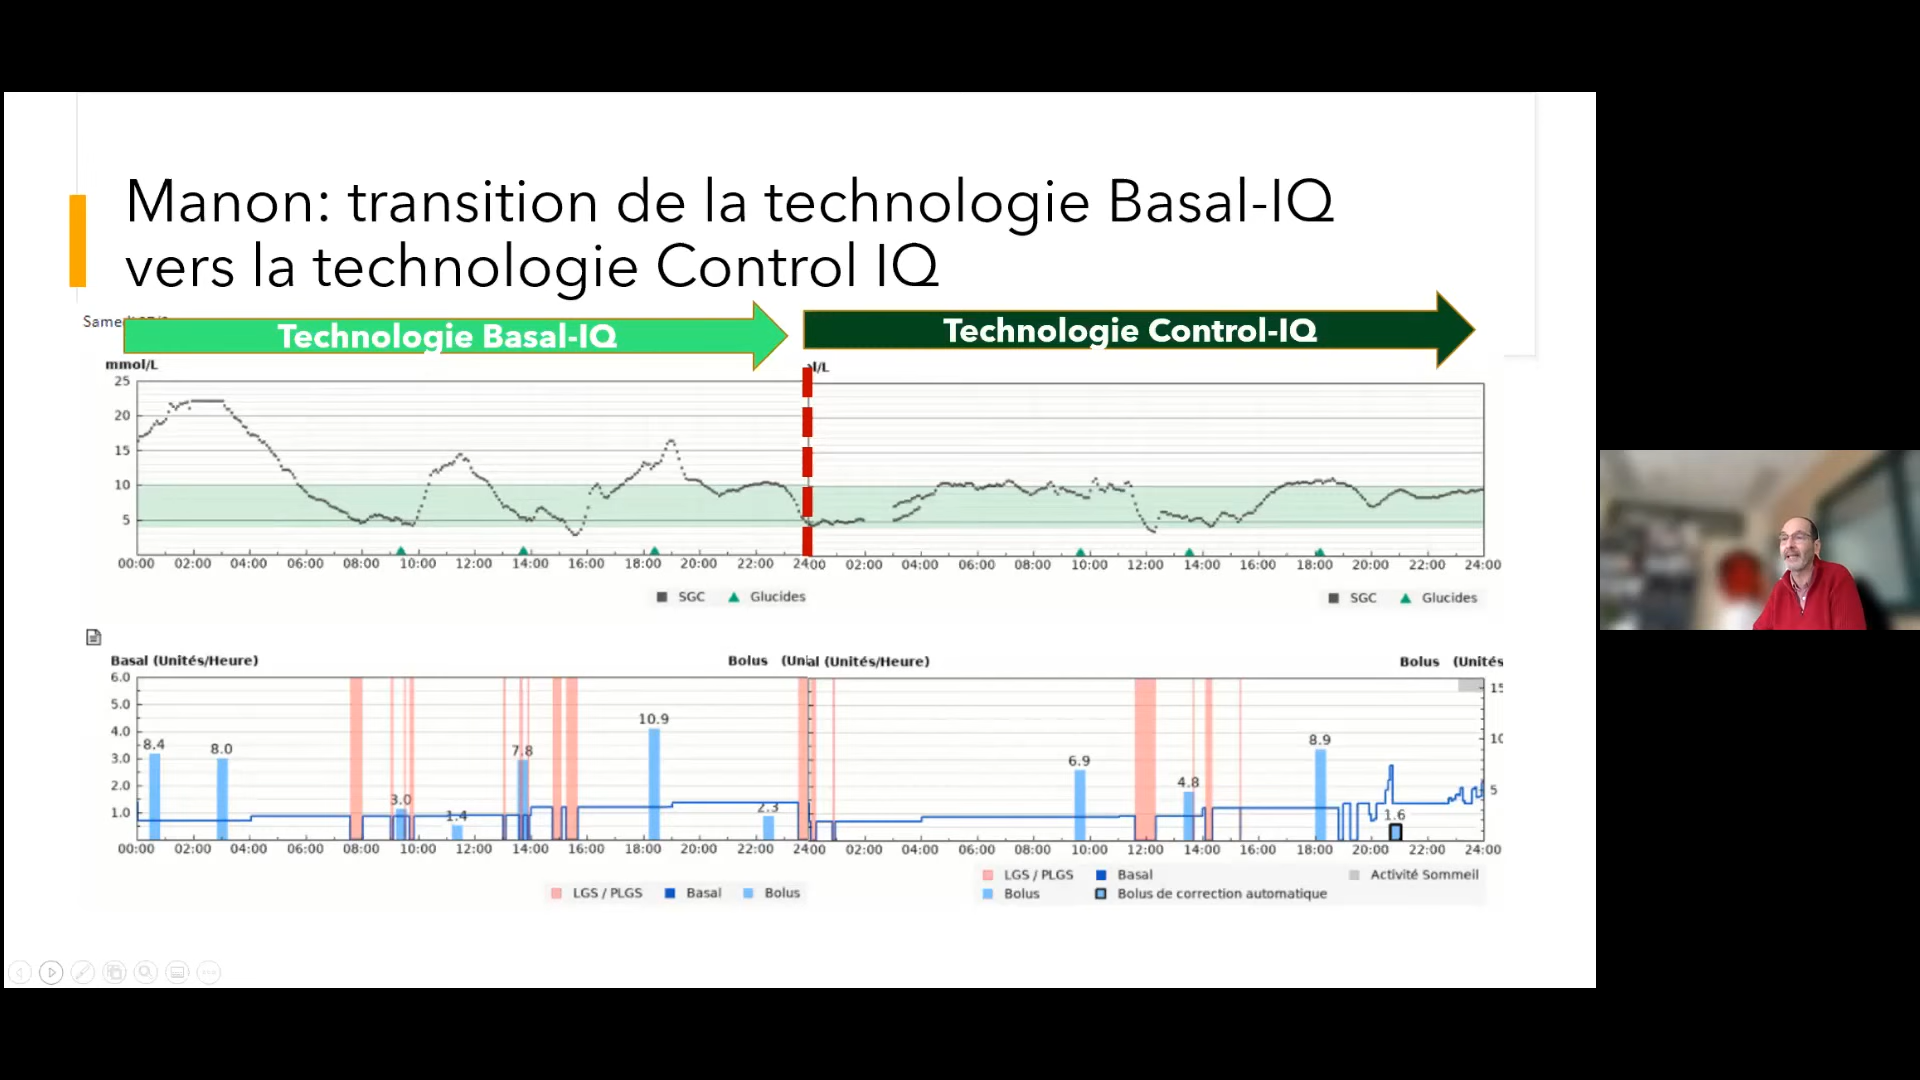 Manon: transition de la technologie Basal-IQ
vers la technologie Control IQ
Technologie Basal-IQ
Technologie Control-IQ
mmol/L
25
20
15
10
5
00:00 02:00 04:00 06:00 08:00 10:00 12:00 14:00 16:00 18:00 20:00 22:00
02:00 04:00 06:00 08:00 10:00 12:00 14:00 16:00 18:00 20:00 22:00 24:00
SGC Glucides
SGC Glucides
Basal (Unités/Heure) Bolus
(Unités/Heure) Bolus (Unités
6.0
5.0
4.0
3.0
2.0
1.0
8.4
8.0
3.0
1.4
7.8
10.9
2.3
6.9
4.8
8.9
1.6
15
10
5
00:00 02:00 04:00 06:00 08:00 10:00 12:00 14:00 16:00 18:00 20:00 22:00
02:00 04:00 06:00 08:00 10:00 12:00 14:00 16:00 18:00 20:00 22:00 24:00
LGS / PLGS Basal Bolus
LGS / PLGS Basal Activité Sommeil
Bolus Bolus de correction automatique